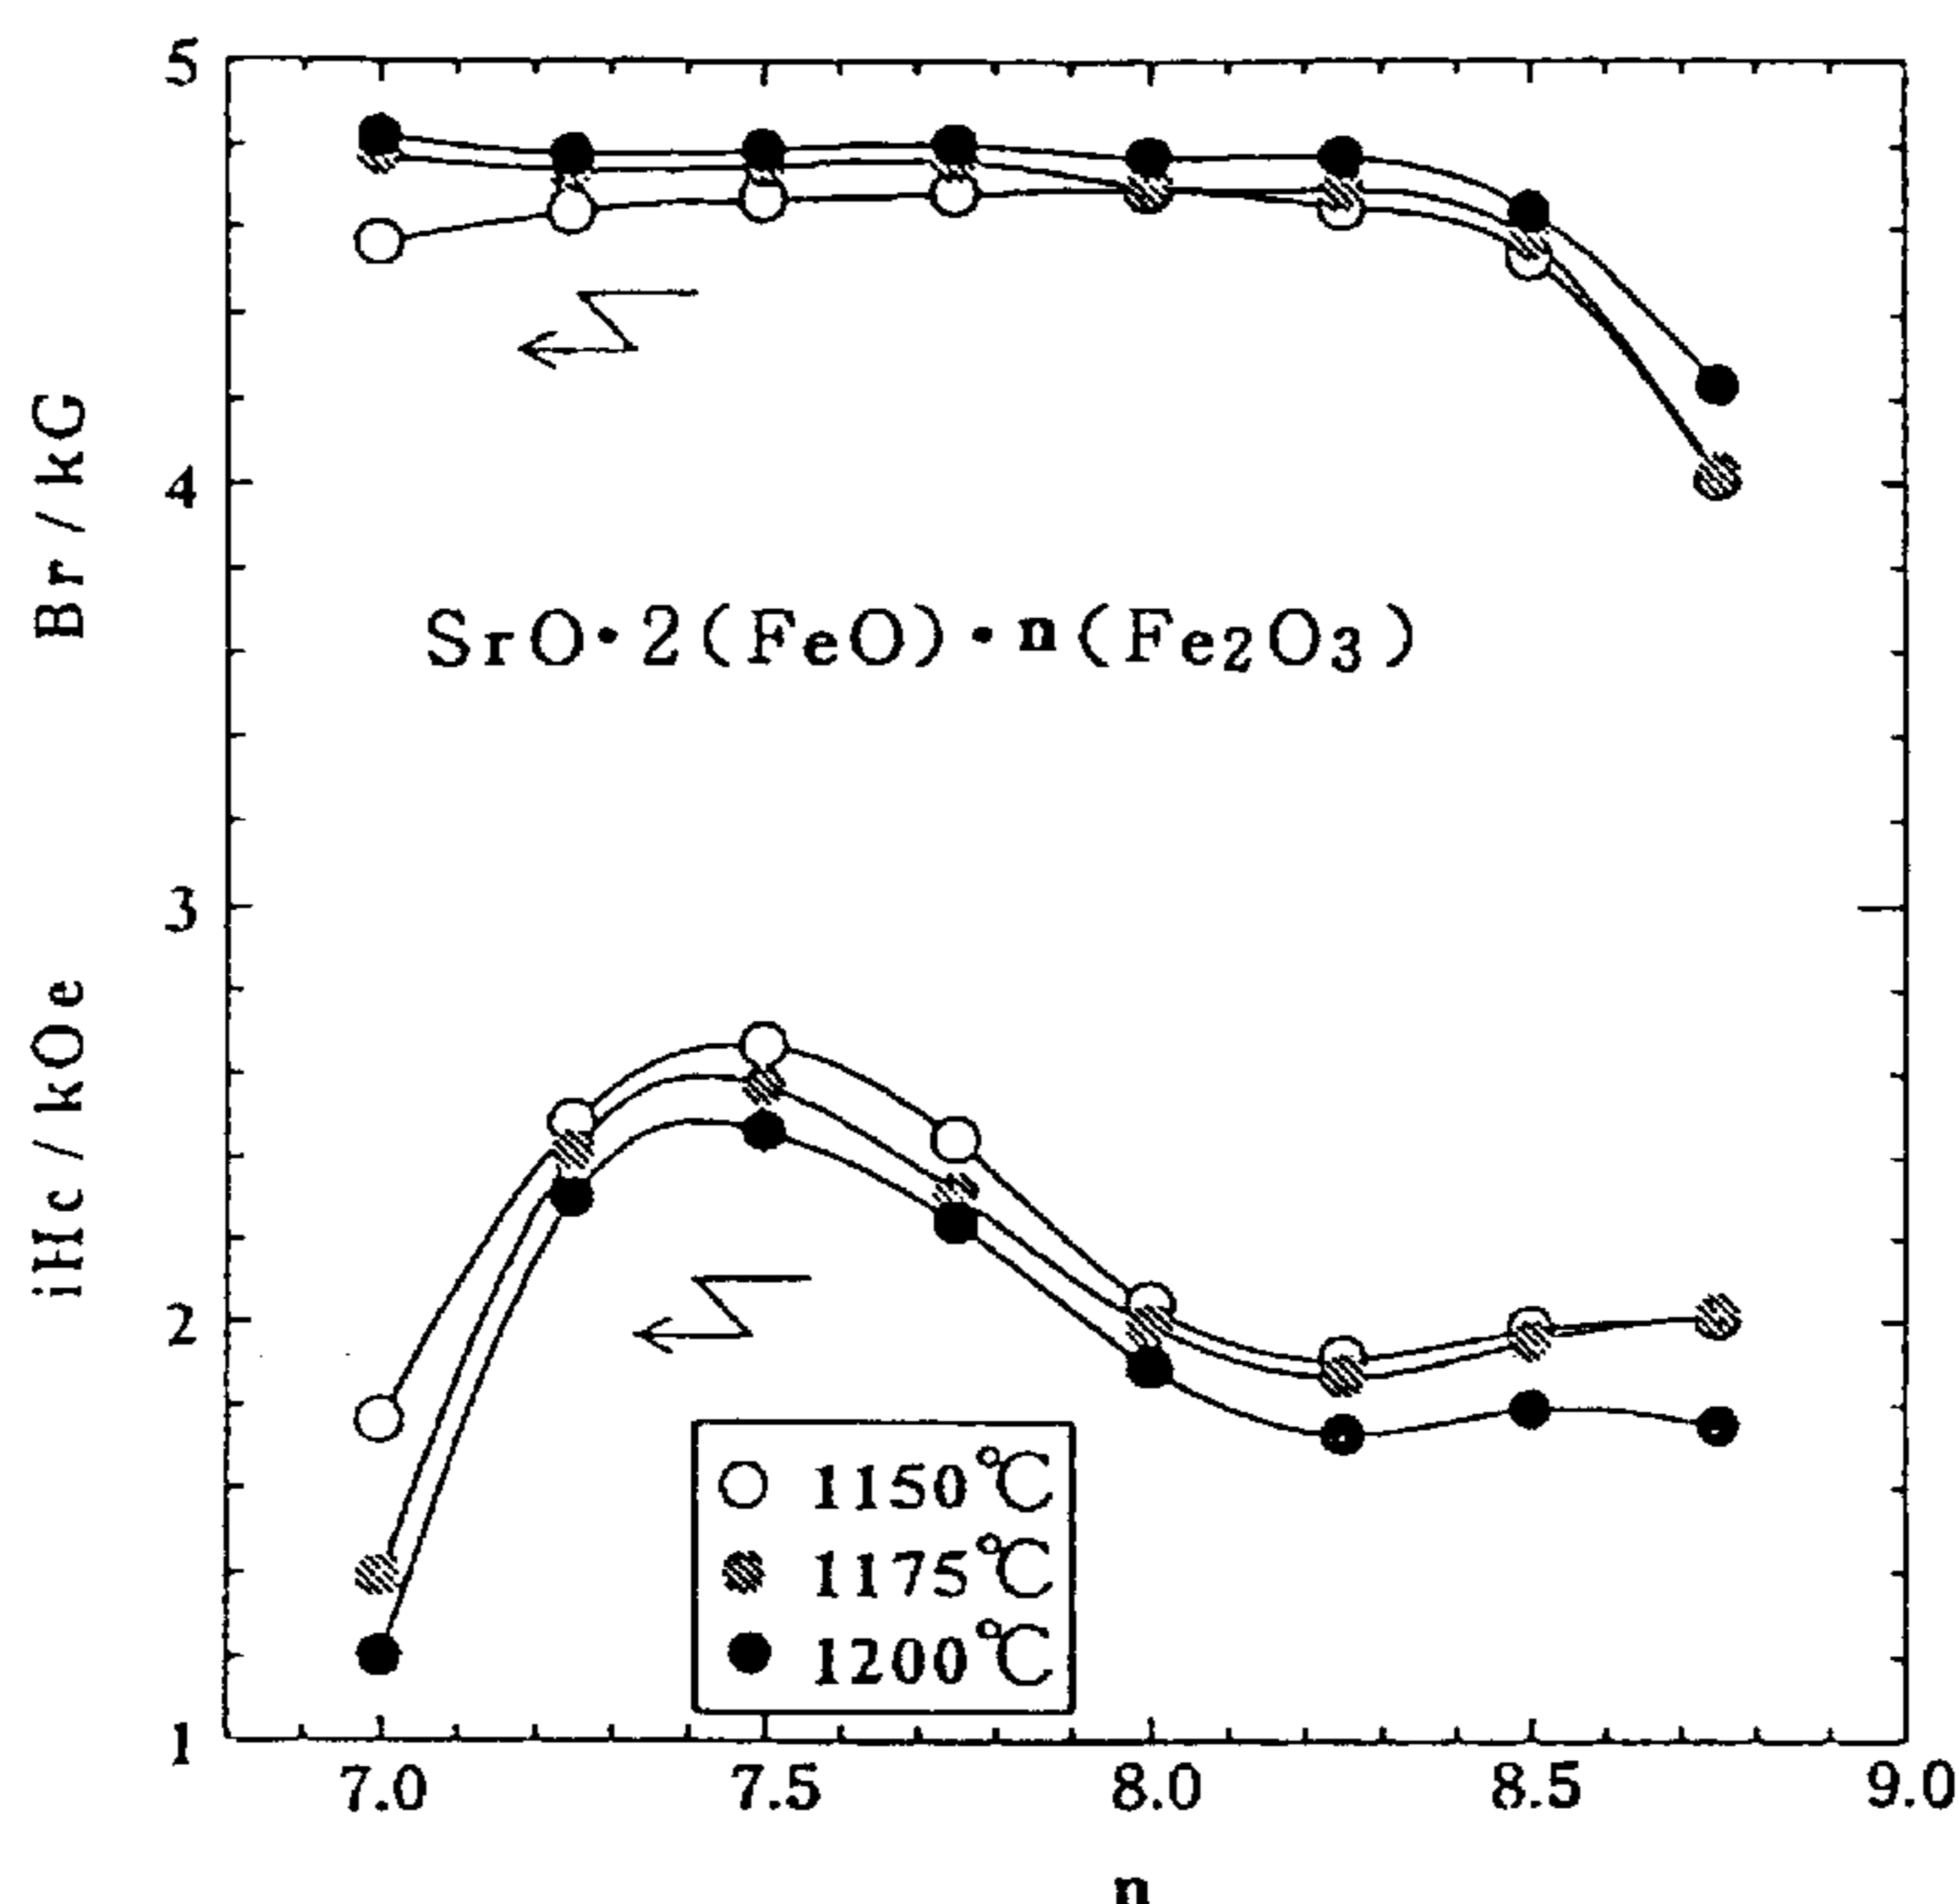 5
4
3
2
1
Br/kG
iHc/kOe
SrO·2(FeO)·n(Fe2O3)
1150℃
1175℃
1200℃
7.0 7.5 8.0 8.5 9.0
n